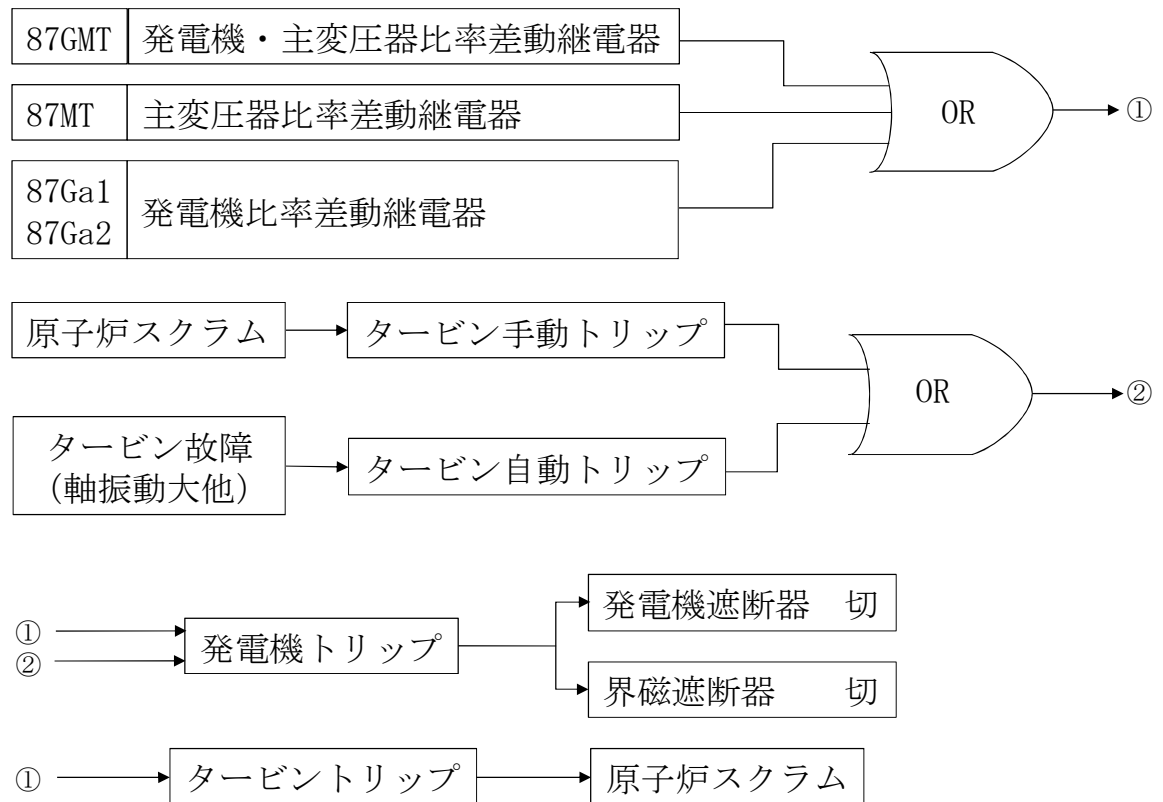 87GMT 発電機・主変圧器比率差動継電器
87MT 主変圧器比率差動継電器
87Ga1
87Ga2
発電機比率差動継電器
OR
①
原子炉スクラム
タービン手動トリップ
タービン故障
(軸振動大他)
タービン自動トリップ
OR
②
①
②
発電機トリップ
発電機遮断器 切
界磁遮断器 切
①
タービントリップ
原子炉スクラム